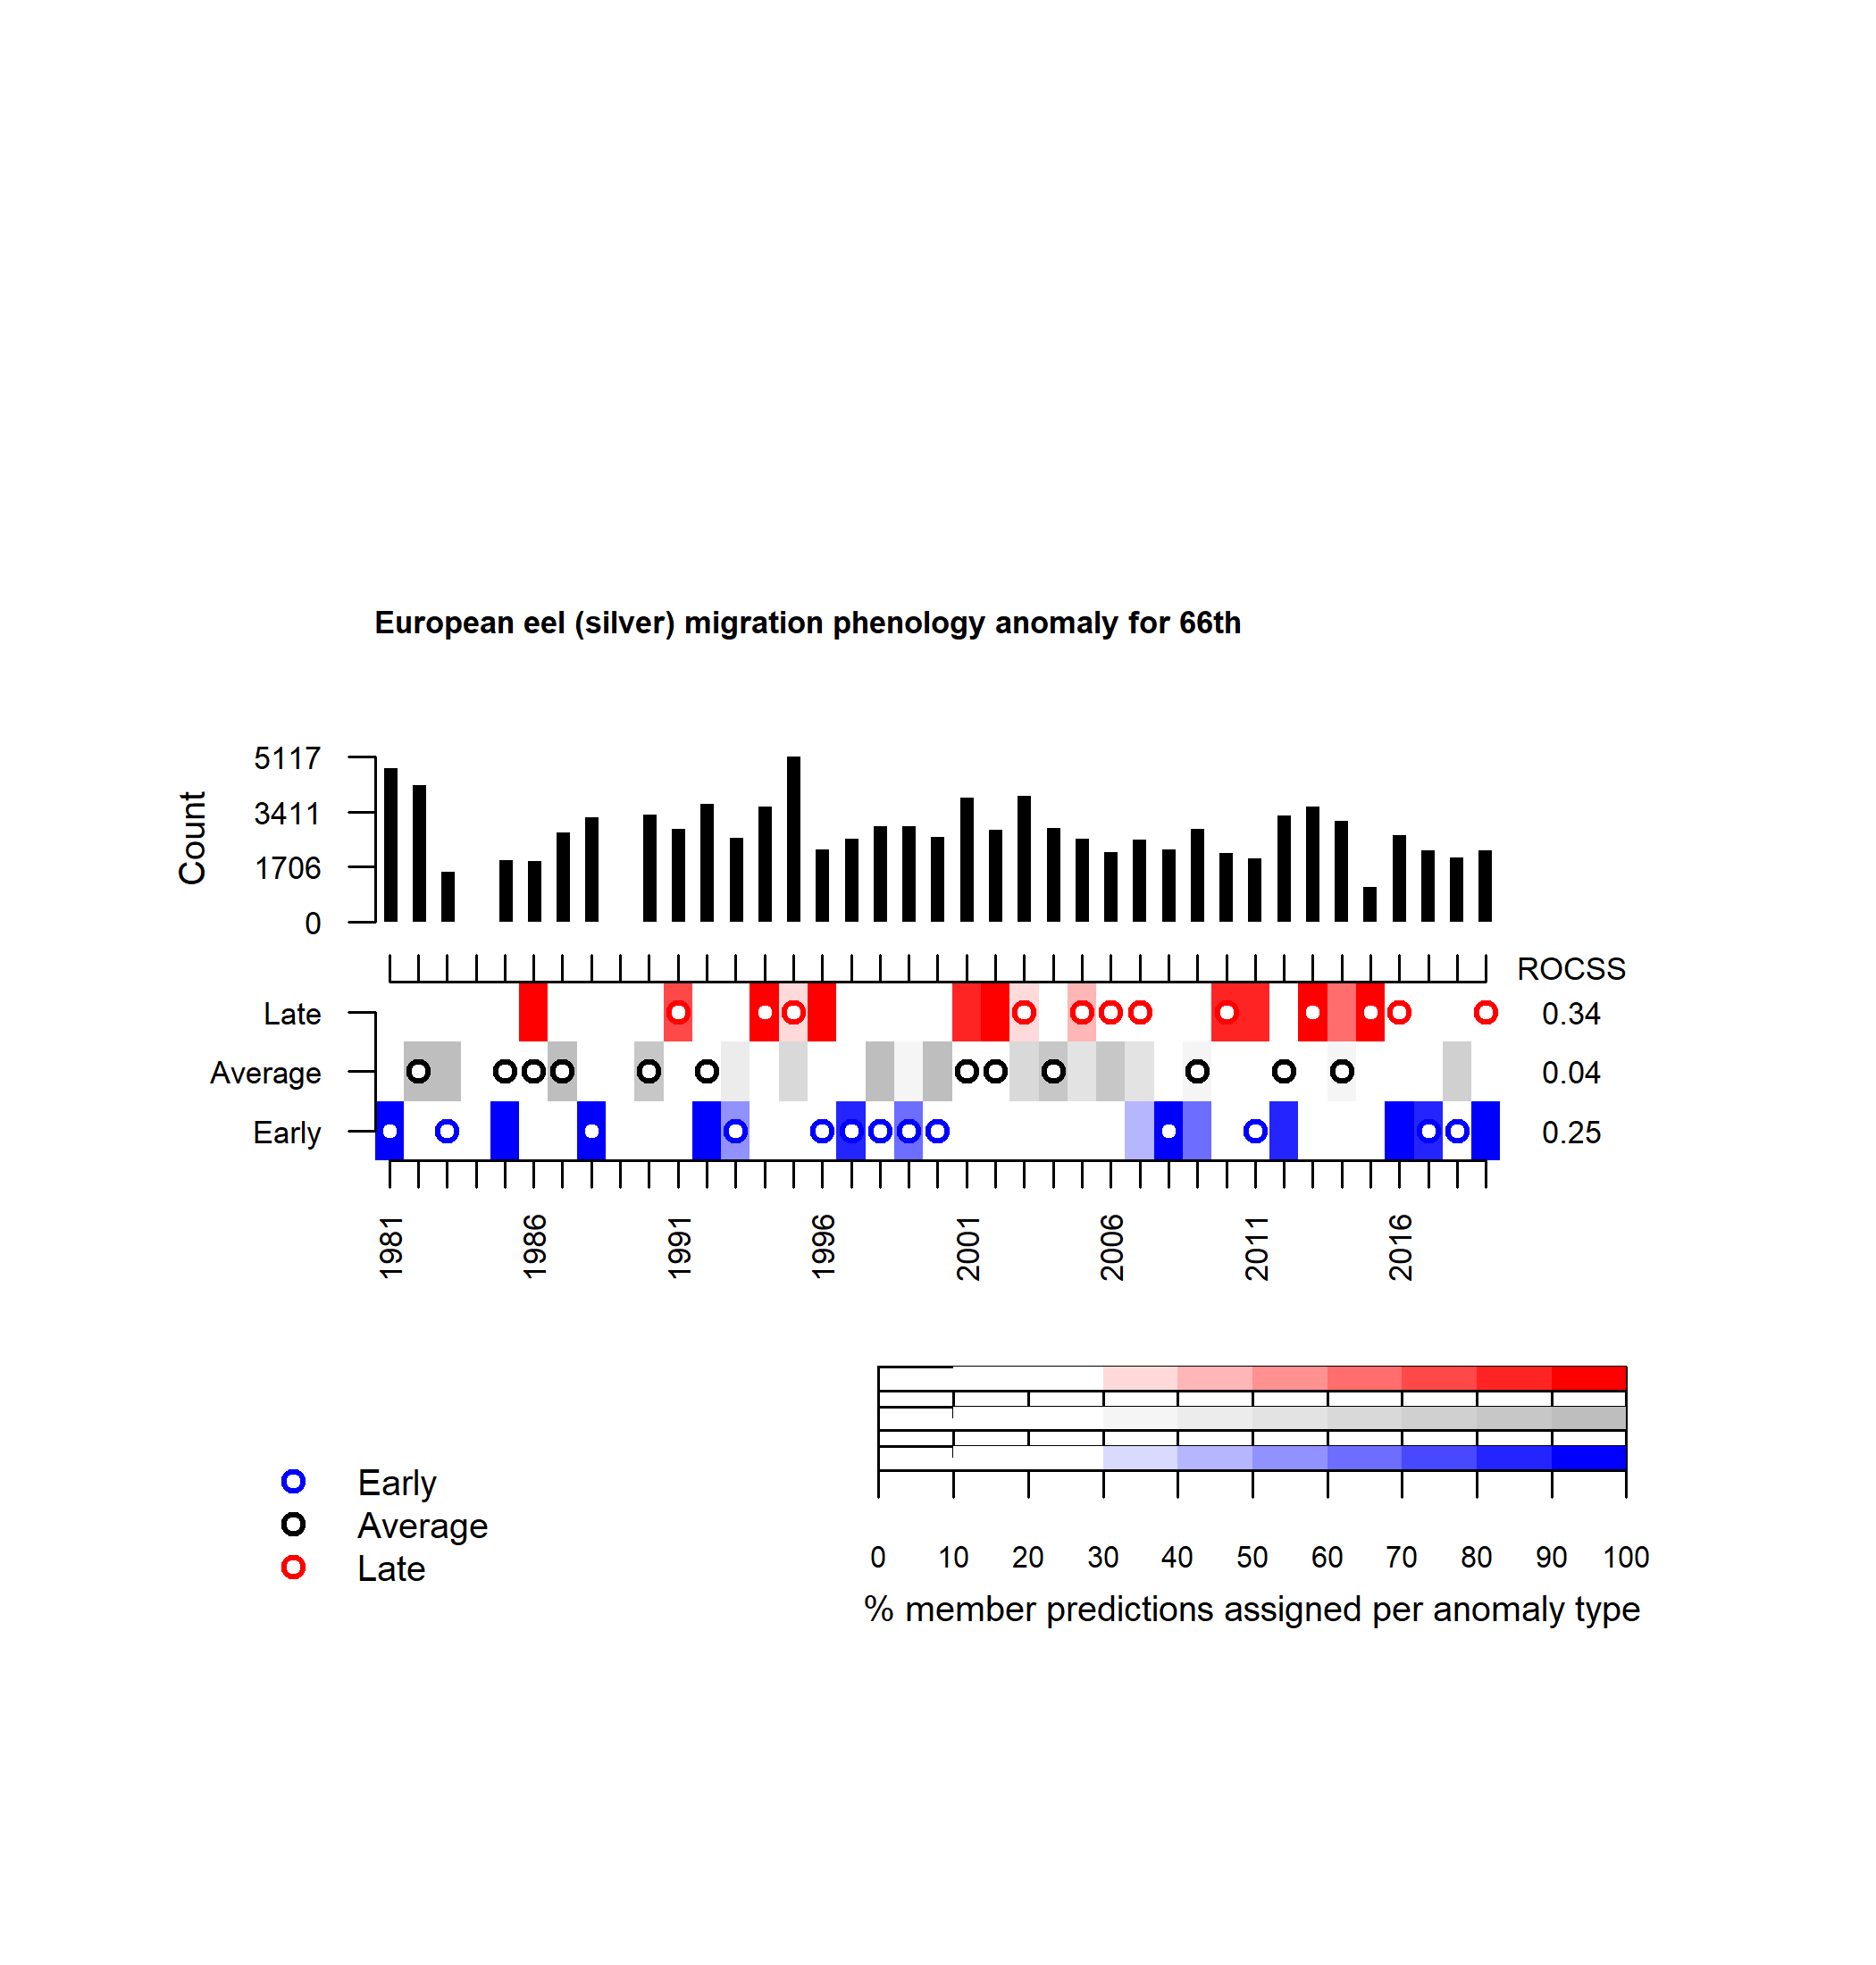 European eel (silver) migration phenology anomaly for 66th
Count
5117
3411
1706
0
ROCSS
Late 0.34
Average 0.04
Early 0.25
1981 1986 1991 1996 2001 2006 2011 2016
Early
Average
Late
0 10 20 30 40 50 60 70 80 90 100
% member predictions assigned per anomaly type